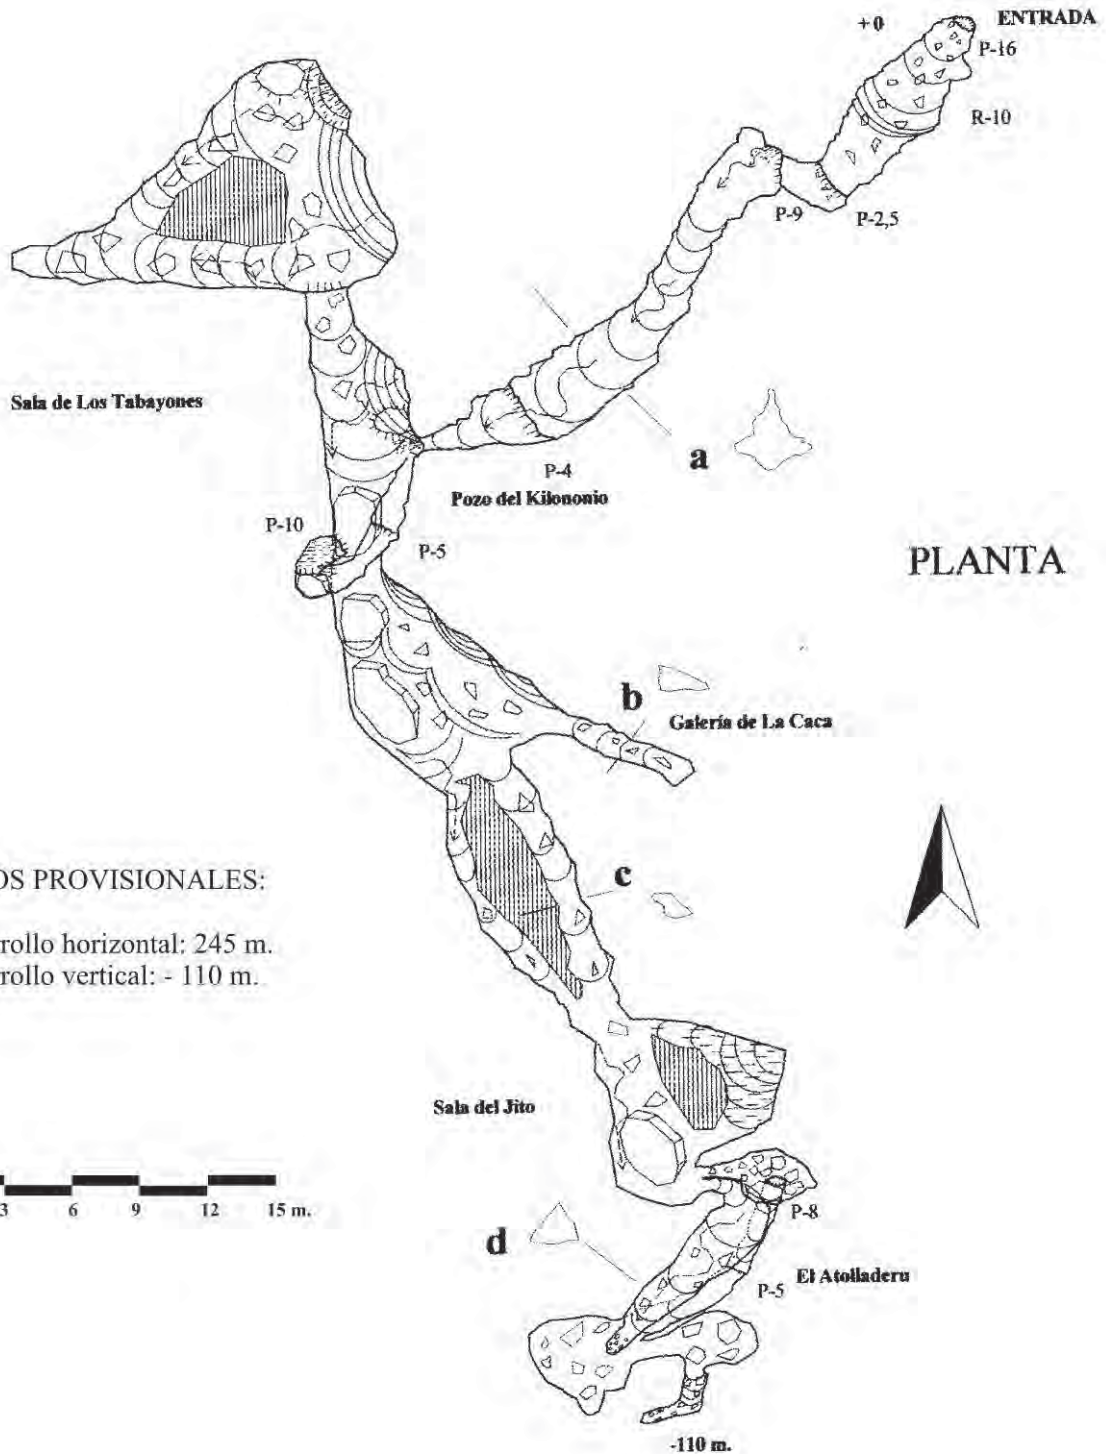 +0 ENTRADA
P-16
R-10
P-9
P-2,5
Sala de Los Tabayones
a
P-4
Pozo del Kilononio
P-10
P-5
PLANTA
b
Galería de La Caca
c
OS PROVISIONALES:
rollo horizontal: 245 m.
rollo vertical: - 110 m.
Sala del Jito
3 6 9 12 15 m.
P-8
d
El Atolladeru
P-5
-110 m.